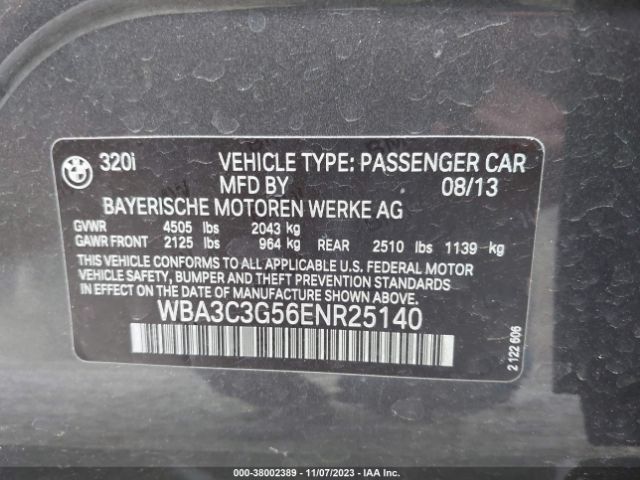 320i VEHICLE TYPE: PASSENGER CAR
MFD BY 08/13
BAYERISCHE MOTOREN WERKE AG
GVWR 4505 lbs 2043 kg
GAWR FRONT 2125 lbs 964 kg REAR 2510 lbs 1139 kg
THIS VEHICLE CONFORMS TO ALL APPLICABLE U.S. FEDERAL MOTOR
VEHICLE SAFETY, BUMPER AND THEFT PREVENTION STANDARDS
IN EFFECT ON THE DATE OF MANUFACTURE SHOWN ABOVE.
WBA3C3G56ENR25140
2 122 606
000-38002389 - 11/07/2023 - IAA Inc.